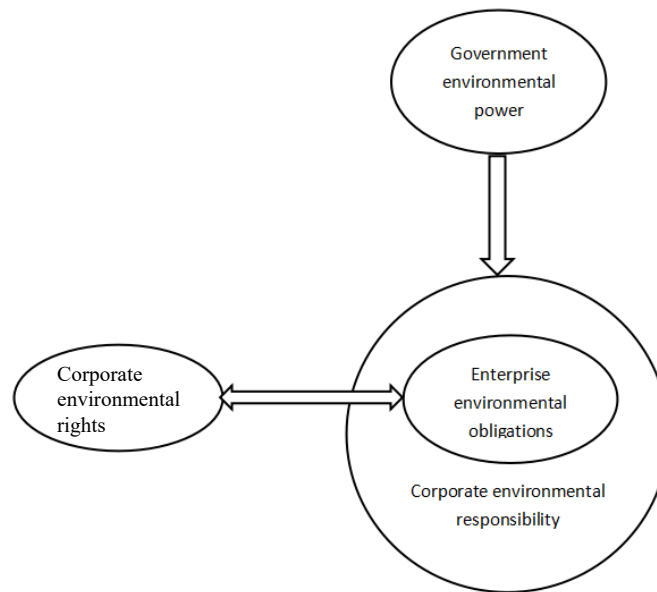 Government
environmental
power
Corporate
environmental
rights
Enterprise
environmental
obligations
Corporate environmental
responsibility